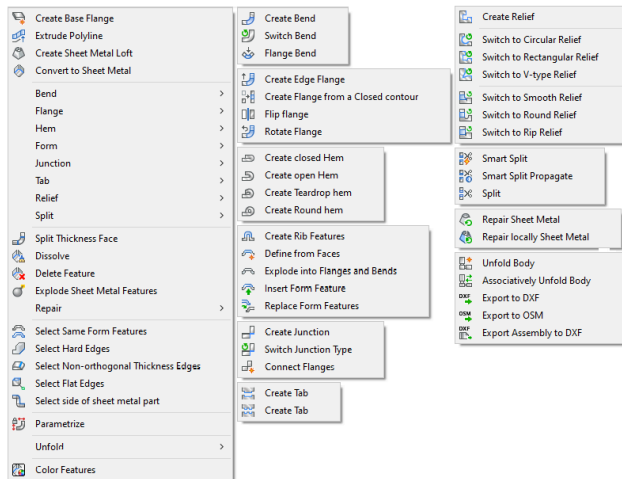 Create Base Flange
Extrude Polyline
Create Sheet Metal Loft
Convert to Sheet Metal
Bend
Flange
Hem
Form
Junction
Tab
Relief
Split
Split Thickness Face
Dissolve
Delete Feature
Explode Sheet Metal Features
Repair
Select Same Form Features
Select Hard Edges
Select Non-orthogonal Thickness Edges
Select Flat Edges
Select side of sheet metal part
Parametrize
Unfold
Color Features
Create Bend
Switch Bend
Flange Bend
Create Edge Flange
Create Flange from a Closed contour
Flip flange
Rotate Flange
Create closed Hem
Create open Hem
Create Teardrop hem
Create Round hem
Create Rib Features
Define from Faces
Explode into Flanges and Bends
Insert Form Feature
Replace Form Features
Create Junction
Switch Junction Type
Connect Flanges
Create Tab
Create Tab
Create Relief
Switch to Circular Relief
Switch to Rectangular Relief
Switch to V-type Relief
Switch to Smooth Relief
Switch to Round Relief
Switch to Rip Relief
Smart Split
Smart Split Propagate
Split
Repair Sheet Metal
Repair locally Sheet Metal
Unfold Body
Associatively Unfold Body
DXF Export to DXF
OSM Export to OSM
DXF Export Assembly to DXF